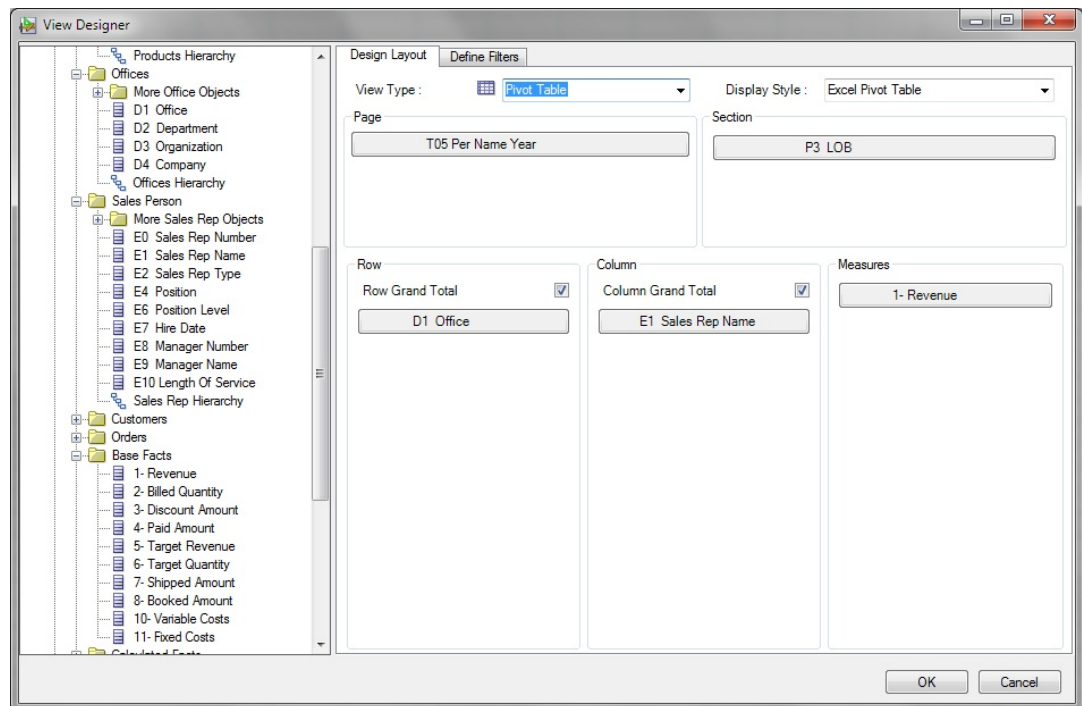 View Designer
Products Hierarchy
Offices
More Office Objects
D1 Office
D2 Department
D3 Organization
D4 Company
Offices Hierarchy
Sales Person
More Sales Rep Objects
E0 Sales Rep Number
E1 Sales Rep Name
E2 Sales Rep Type
E4 Position
E6 Position Level
E7 Hire Date
E8 Manager Number
E9 Manager Name
E10 Length Of Service
Sales Rep Hierarchy
Customers
Orders
Base Facts
1- Revenue
2- Billed Quantity
3- Discount Amount
4- Paid Amount
5- Target Revenue
6- Target Quantity
7- Shipped Amount
8- Booked Amount
10- Variable Costs
11- Fixed Costs
Calculated Facts
Design Layout Define Filters
View Type : Pivot Table Display Style : Excel Pivot Table
Page Section
T05 Per Name Year P3 LOB
Row Column Measures
Row Grand Total Column Grand Total
D1 Office E1 Sales Rep Name 1- Revenue
OK Cancel